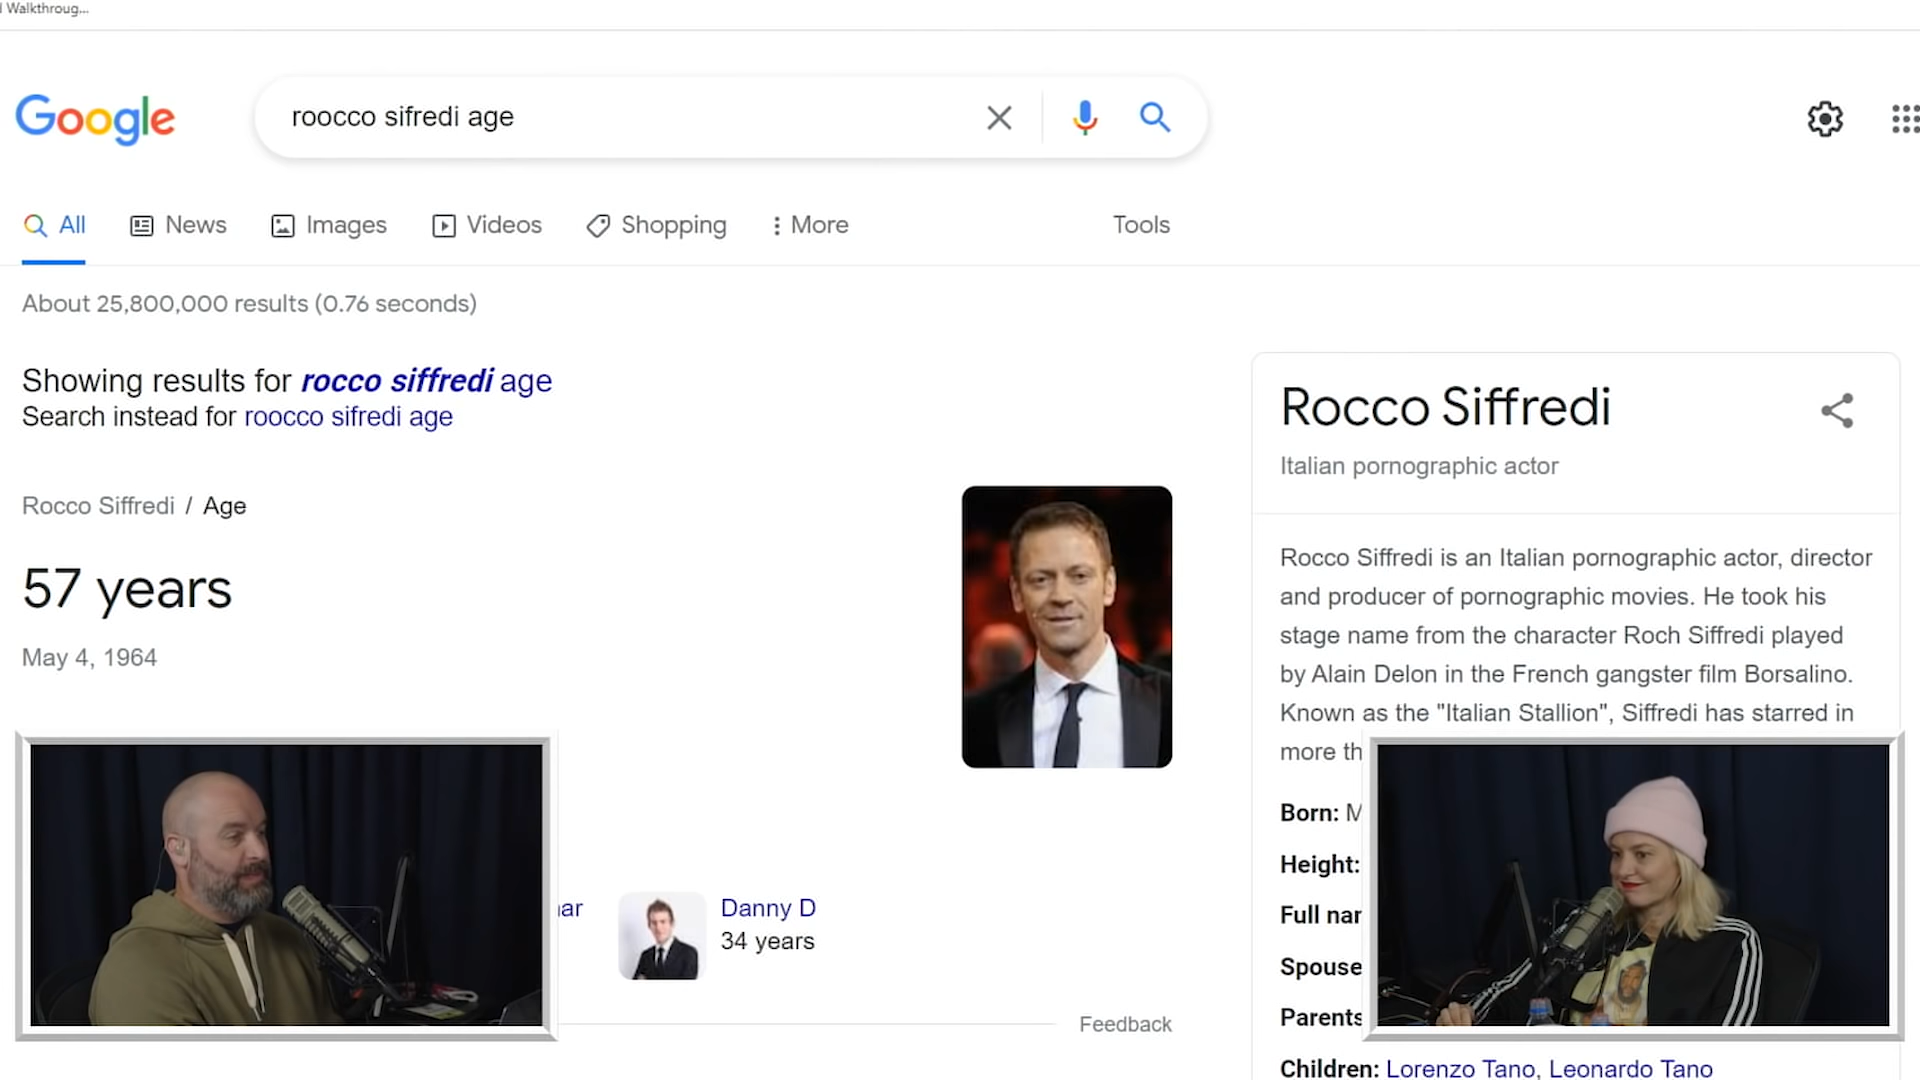 Walkthroug...
Google
roocco sifredi age
All
News
Images
Videos
Shopping
More
Tools
About 25,800,000 results (0.76 seconds)
Showing results for rocco siffredi age
Search instead for roocco sifredi age
Rocco Siffredi / Age
57 years
May 4, 1964
Danny D
34 years
Feedback
Rocco Siffredi
Italian pornographic actor
Rocco Siffredi is an Italian pornographic actor, director
and producer of pornographic movies. He took his
stage name from the character Roch Siffredi played
by Alain Delon in the French gangster film Borsalino.
Known as the "Italian Stallion", Siffredi has starred in
more th
Born: M
Height:
Full nar
Spouse
Parents
Children: Lorenzo Tano, Leonardo Tano